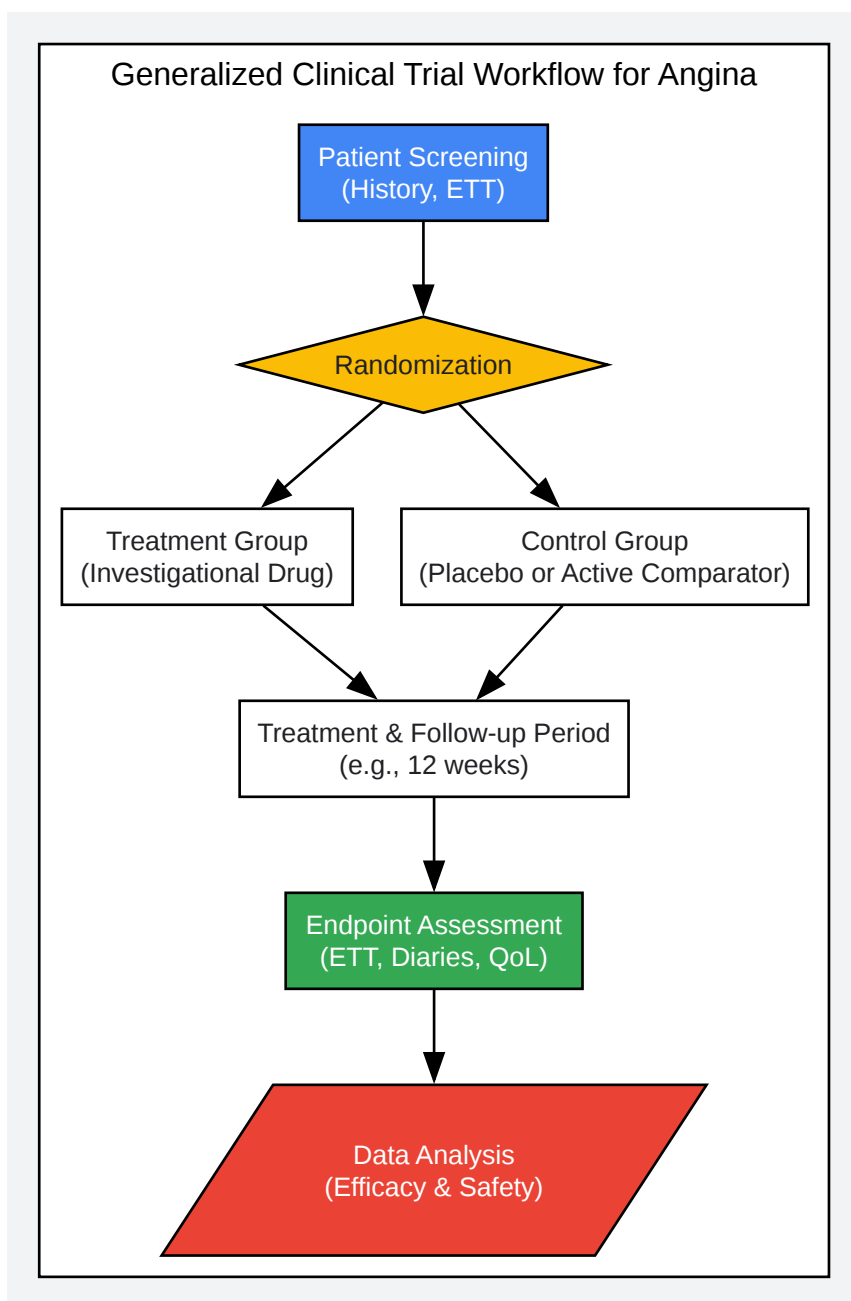 Generalized Clinical Trial Workflow for Angina
Patient Screening
(History, ETT)
Randomization
Treatment Group
(Investigational Drug)
Control Group
(Placebo or Active Comparator)
Treatment & Follow-up Period
(e.g., 12 weeks)
Endpoint Assessment
(ETT, Diaries, QoL)
Data Analysis
(Efficacy & Safety)